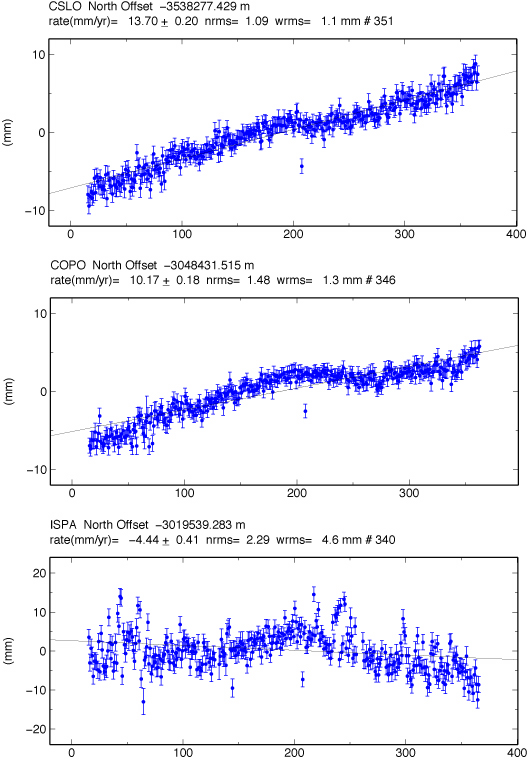 CSLO North Offset −3538277.429 m
rate(mm/yr)= 13.70 ± 0.20 nrms= 1.09 wrms= 1.1 mm # 351
10
0
−10
(mm)
0 100 200 300 400
COPO North Offset −3048431.515 m
rate(mm/yr)= 10.17 ± 0.18 nrms= 1.48 wrms= 1.3 mm # 346
10
0
−10
(mm)
0 100 200 300
ISPA North Offset −3019539.283 m
rate(mm/yr)= −4.44 ± 0.41 nrms= 2.29 wrms= 4.6 mm # 340
20
10
0
−10
−20
(mm)
0 100 200 300 400